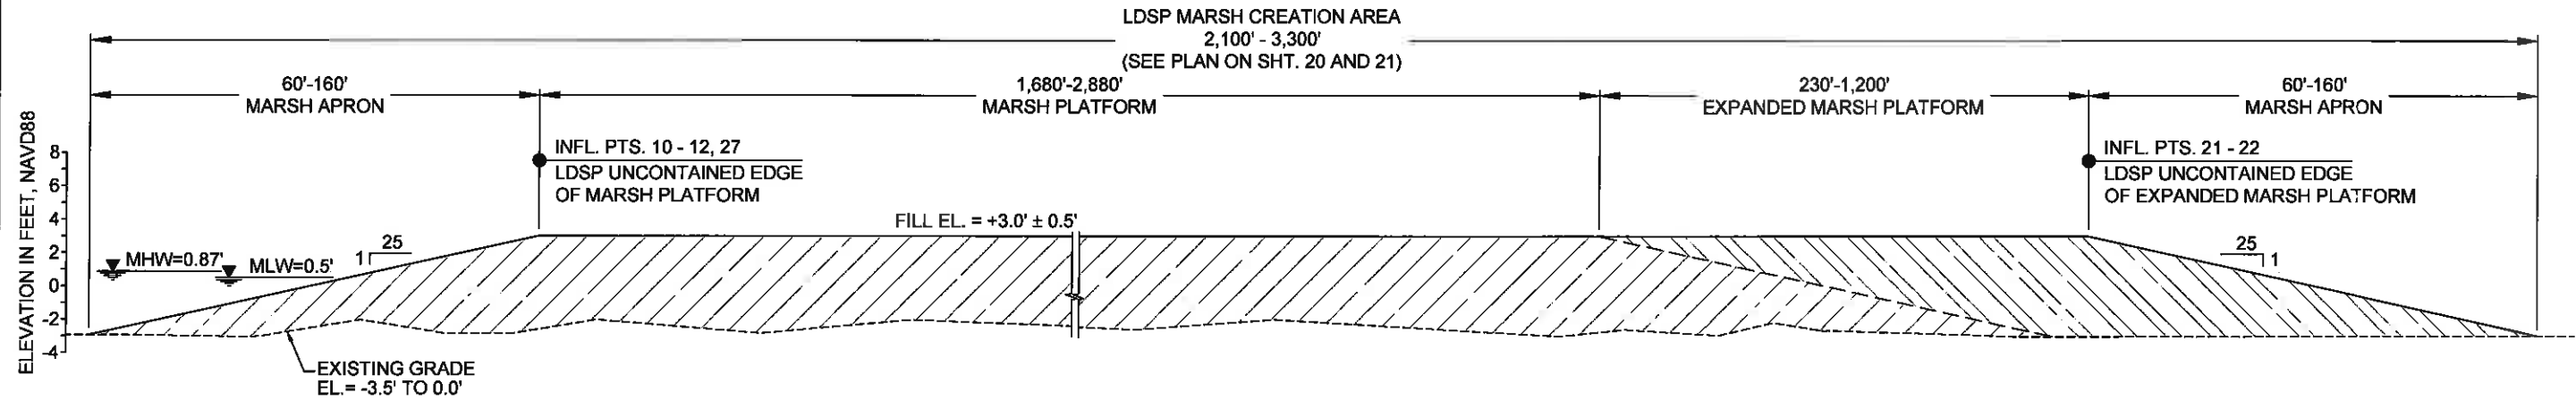 LDSP MARSH CREATION AREA
2,100' - 3,300'
(SEE PLAN ON SHT. 20 AND 21)
60'-160'
MARSH APRON
1,680'-2,880'
MARSH PLATFORM
230'-1,200'
EXPANDED MARSH PLATFORM
60'-160'
MARSH APRON
ELEVATION IN FEET, NAVD88
8
6
4
2
0
-2
-4
INFL. PTS. 10 - 12, 27
LDSP UNCONTAINED EDGE
OF MARSH PLATFORM
INFL. PTS. 21 - 22
LDSP UNCONTAINED EDGE
OF EXPANDED MARSH PLATFORM
FILL EL. = +3.0' ± 0.5'
25
1
MHW=0.87'
MLW=0.5'
25
1
EXISTING GRADE
EL.= -3.5' TO 0.0'